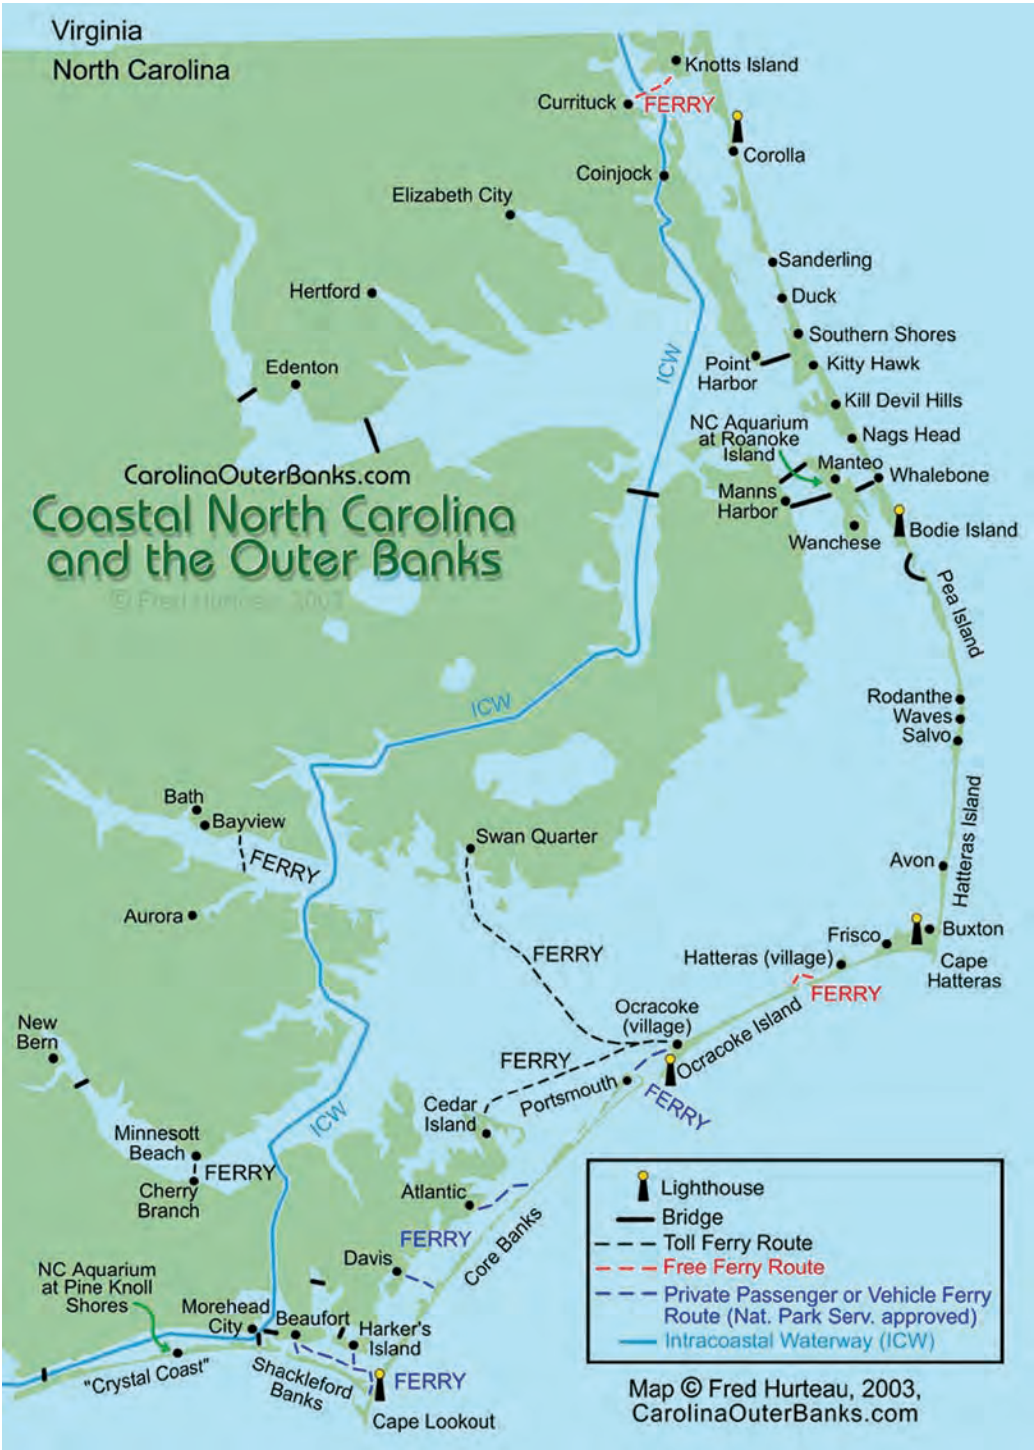 Virginia
North Carolina
Knotts Island
Currituck
FERRY
Corolla
Coinjock
Elizabeth City
Sanderling
Hertford
Duck
Southern Shores
ICW
Point
Harbor
Kitty Hawk
Edenton
Kill Devil Hills
NC Aquarium
at Roanoke
Island
Nags Head
Manteo
Whalebone
CarolinaOuterBanks.com
Coastal North Carolina
and the Outer Banks
© Fred Hurteau, 2003
Manns
Harbor
Wanchese
Bodie Island
Pea Island
ICW
Rodanthe
Waves
Salvo
Bath
Bayview
FERRY
Swan Quarter
Hatteras Island
Avon
Aurora
Buxton
Frisco
FERRY
Hatteras (village)
Cape
Hatteras
FERRY
Ocracoke
(village)
Ocracoke Island
New
Bern
FERRY
Portsmouth
FERRY
Cedar
Island
ICW
Minnesott
Beach
FERRY
Cherry
Branch
Atlantic
FERRY
Core Banks
Davis
NC Aquarium
at Pine Knoll
Shores
Morehead
City
Beaufort
Harker's
Island
"Crystal Coast"
Shackleford
Banks
FERRY
Cape Lookout
Lighthouse
Bridge
Toll Ferry Route
Free Ferry Route
Private Passenger or Vehicle Ferry
Route (Nat. Park Serv. approved)
Intracoastal Waterway (ICW)
Map © Fred Hurteau, 2003,
CarolinaOuterBanks.com